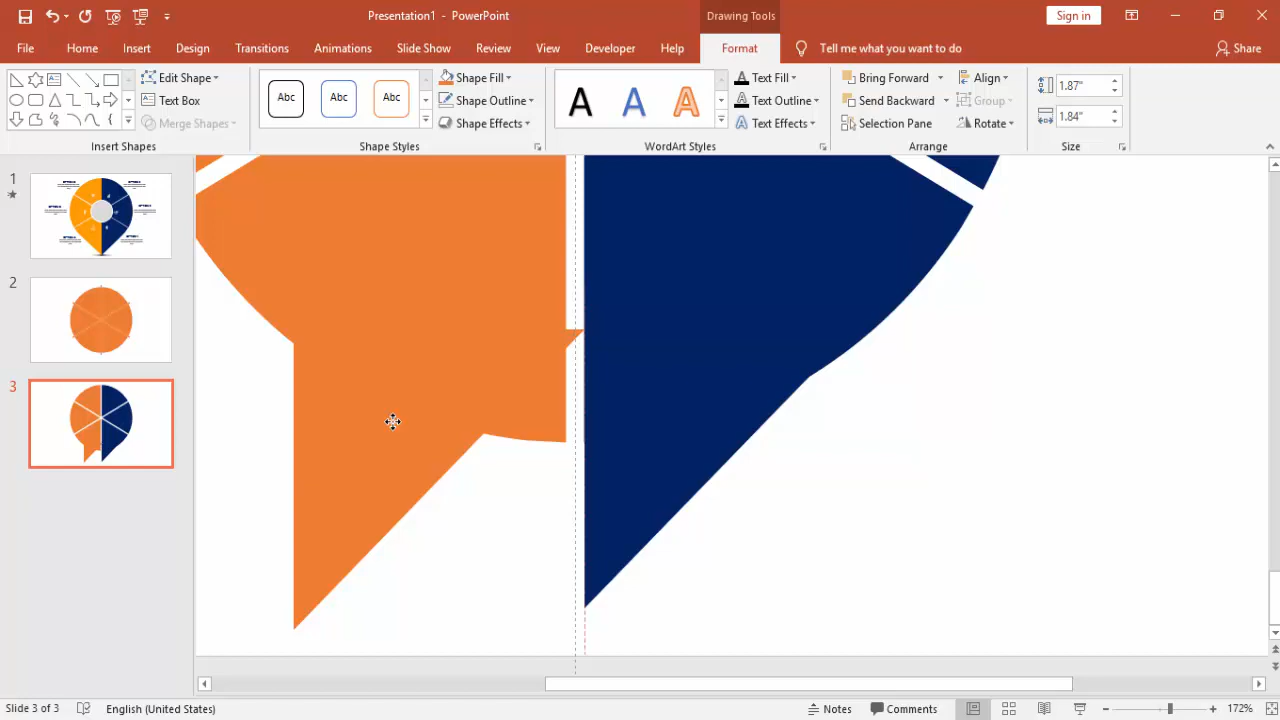 Presentation1 - PowerPoint
Drawing Tools
Sign in
File Home Insert Design Transitions Animations Slide Show Review View Developer Help Format Tell me what you want to do Share
Edit Shape
Text Box
Merge Shapes
Insert Shapes
Abc Abc Abc
Shape Fill
Shape Outline
Shape Effects
Shape Styles
A A A
Text Fill
Text Outline
Text Effects
WordArt Styles
Bring Forward
Send Backward
Selection Pane
Align
Group
Rotate
Arrange
1.87"
1.84"
Size
1
2
3
Slide 3 of 3 English (United States) Notes Comments 172%